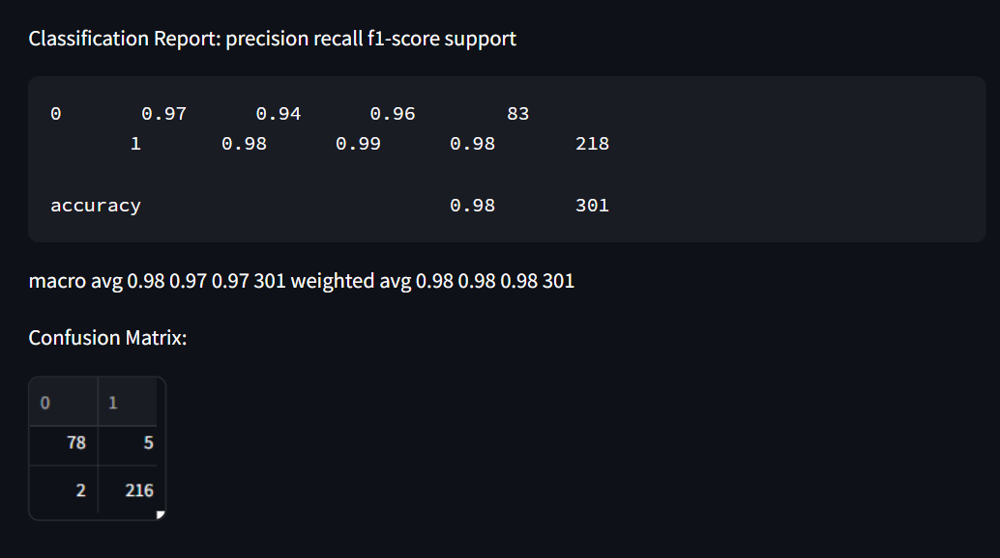 Classification Report: precision recall f1-score support
0 0.97 0.94 0.96 83
1 0.98 0.99 0.98 218
accuracy 0.98 301
macro avg 0.98 0.97 0.97 301 weighted avg 0.98 0.98 0.98 301
Confusion Matrix:
0 1
78 5
2 216